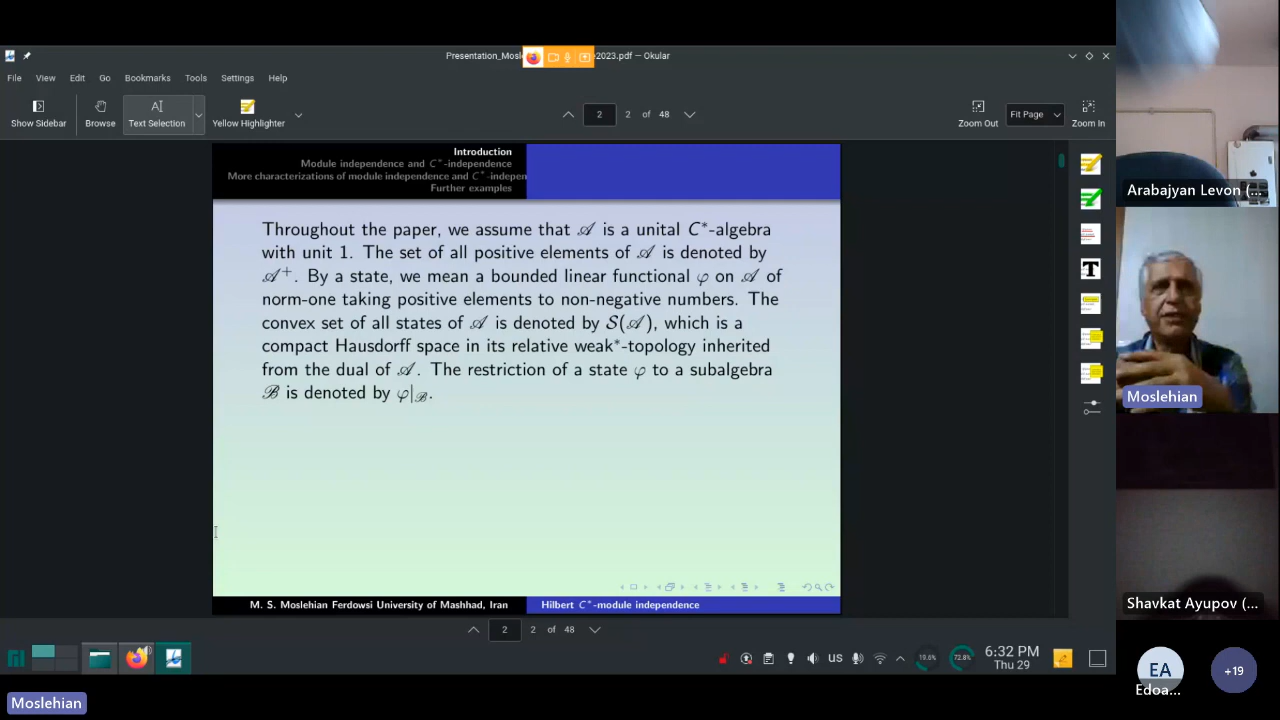 Presentation_Mosl
2023.pdf — Okular
File View Edit Go Bookmarks Tools Settings Help
Show Sidebar
Browse
Text Selection
Yellow Highlighter
2 2 of 48
Zoom Out
Fit Page
Zoom In
Introduction
Module independence and C*-independence
More characterizations of module independence and C*-indepen
Further examples
Throughout the paper, we assume that 𝒜 is a unital C*-algebra
with unit 1. The set of all positive elements of 𝒜 is denoted by
𝒜⁺. By a state, we mean a bounded linear functional φ on 𝒜 of
norm-one taking positive elements to non-negative numbers. The
convex set of all states of 𝒜 is denoted by 𝒮(𝒜), which is a
compact Hausdorff space in its relative weak*-topology inherited
from the dual of 𝒜. The restriction of a state φ to a subalgebra
ℬ is denoted by φ|ℬ.
M. S. Moslehian Ferdowsi University of Mashhad, Iran
Hilbert C*-module independence
2 2 of 48
US
19.6%
72.8%
6:32 PM
Thu 29
Arabajyan Levon (...
Moslehian
Shavkat Ayupov (...
EA
Edoa...
+19
Moslehian